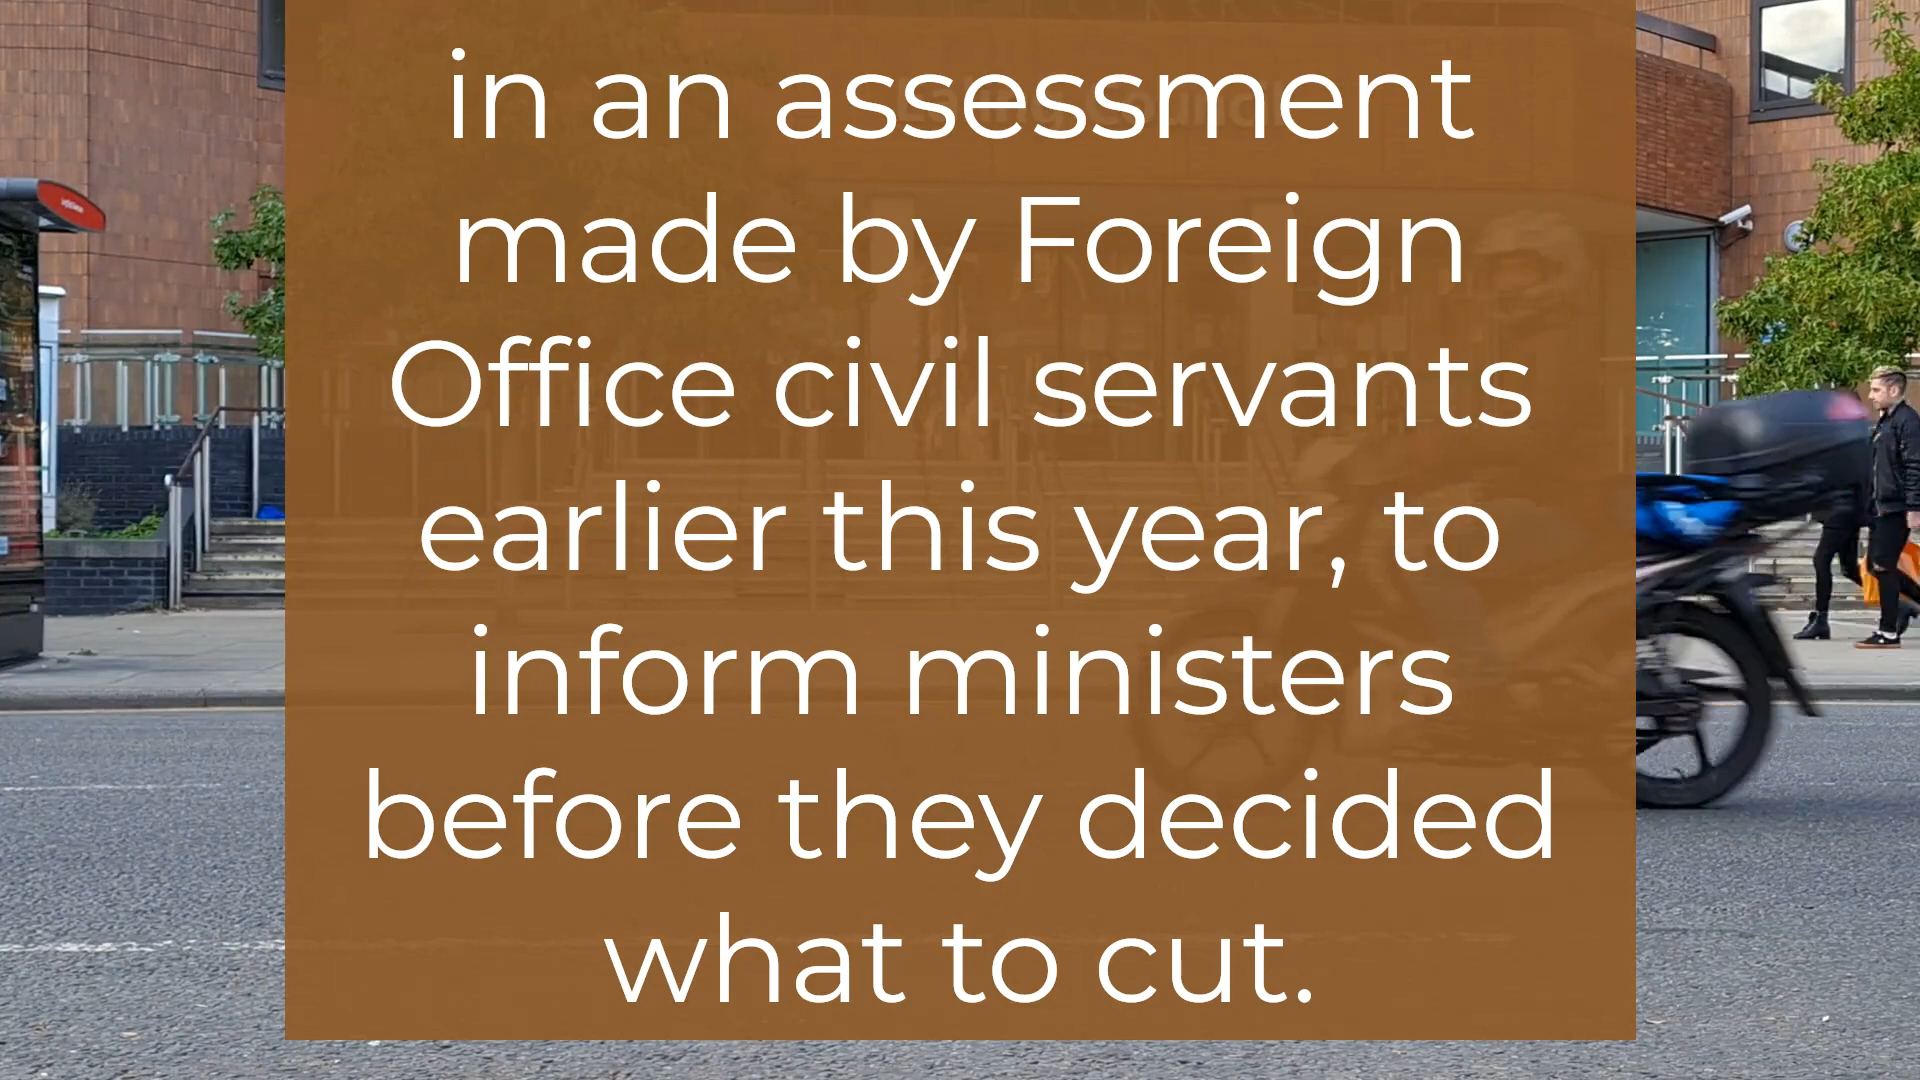 in an assessment
made by Foreign
Office civil servants
earlier this year, to
inform ministers
before they decided
what to cut.